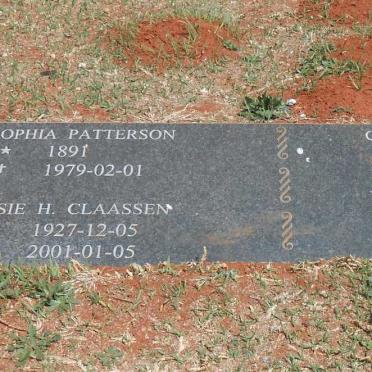 OPHIA PATTERSON
★ 1891
✝ 1979-02-01
SIE H. CLAASSEN
1927-12-05
2001-01-05